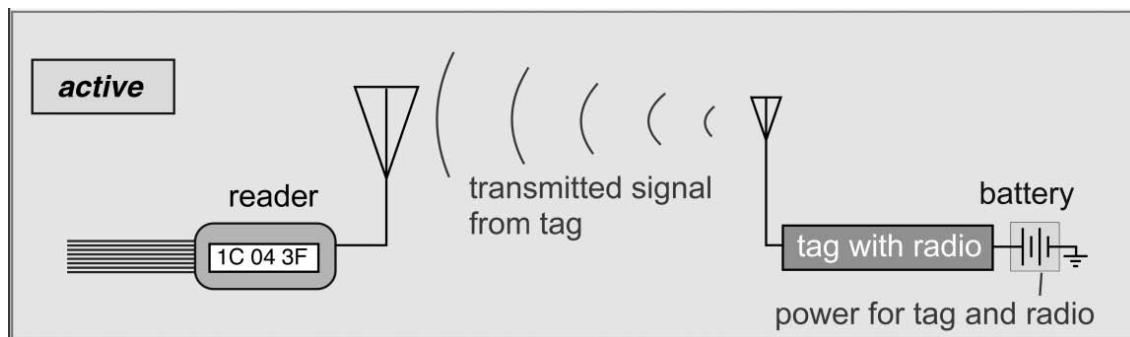 active
reader
1C 04 3F
transmitted signal
from tag
battery
tag with radio
power for tag and radio